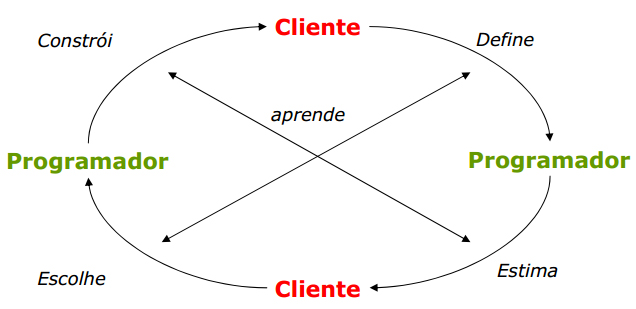 Constrói
Cliente
Define
aprende
Programador
Programador
Escolhe
Cliente
Estima